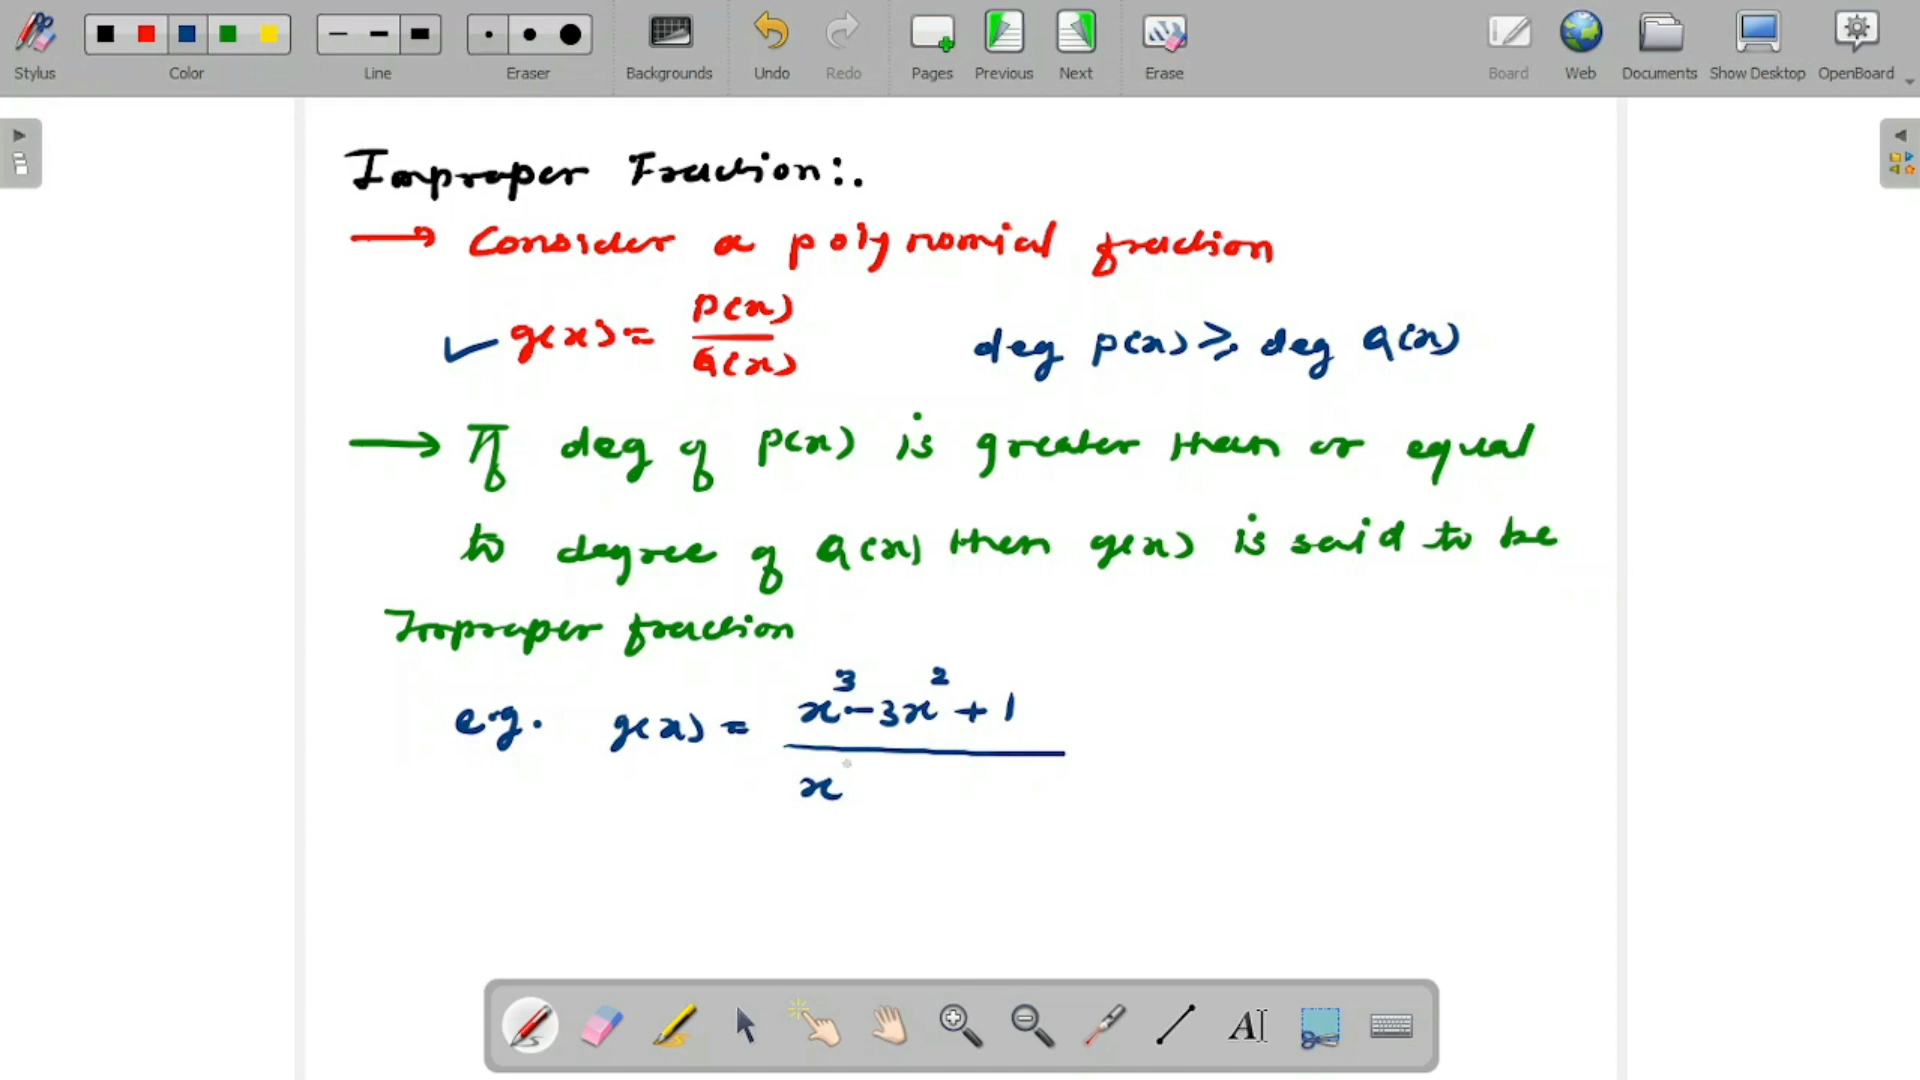 Stylus Color Line Eraser Backgrounds Undo Redo Pages Previous Next Erase Board Web Documents Show Desktop OpenBoard
Improper Fraction:.
→ Consider a polynomial fraction
✓ g(x) = P(x)/Q(x) deg P(x) ≥ deg Q(x)
→ If deg of P(x) is greater then or equal
to degree of Q(x) then g(x) is said to be
Improper fraction
e.g. g(x) = x³-3x²+1
x